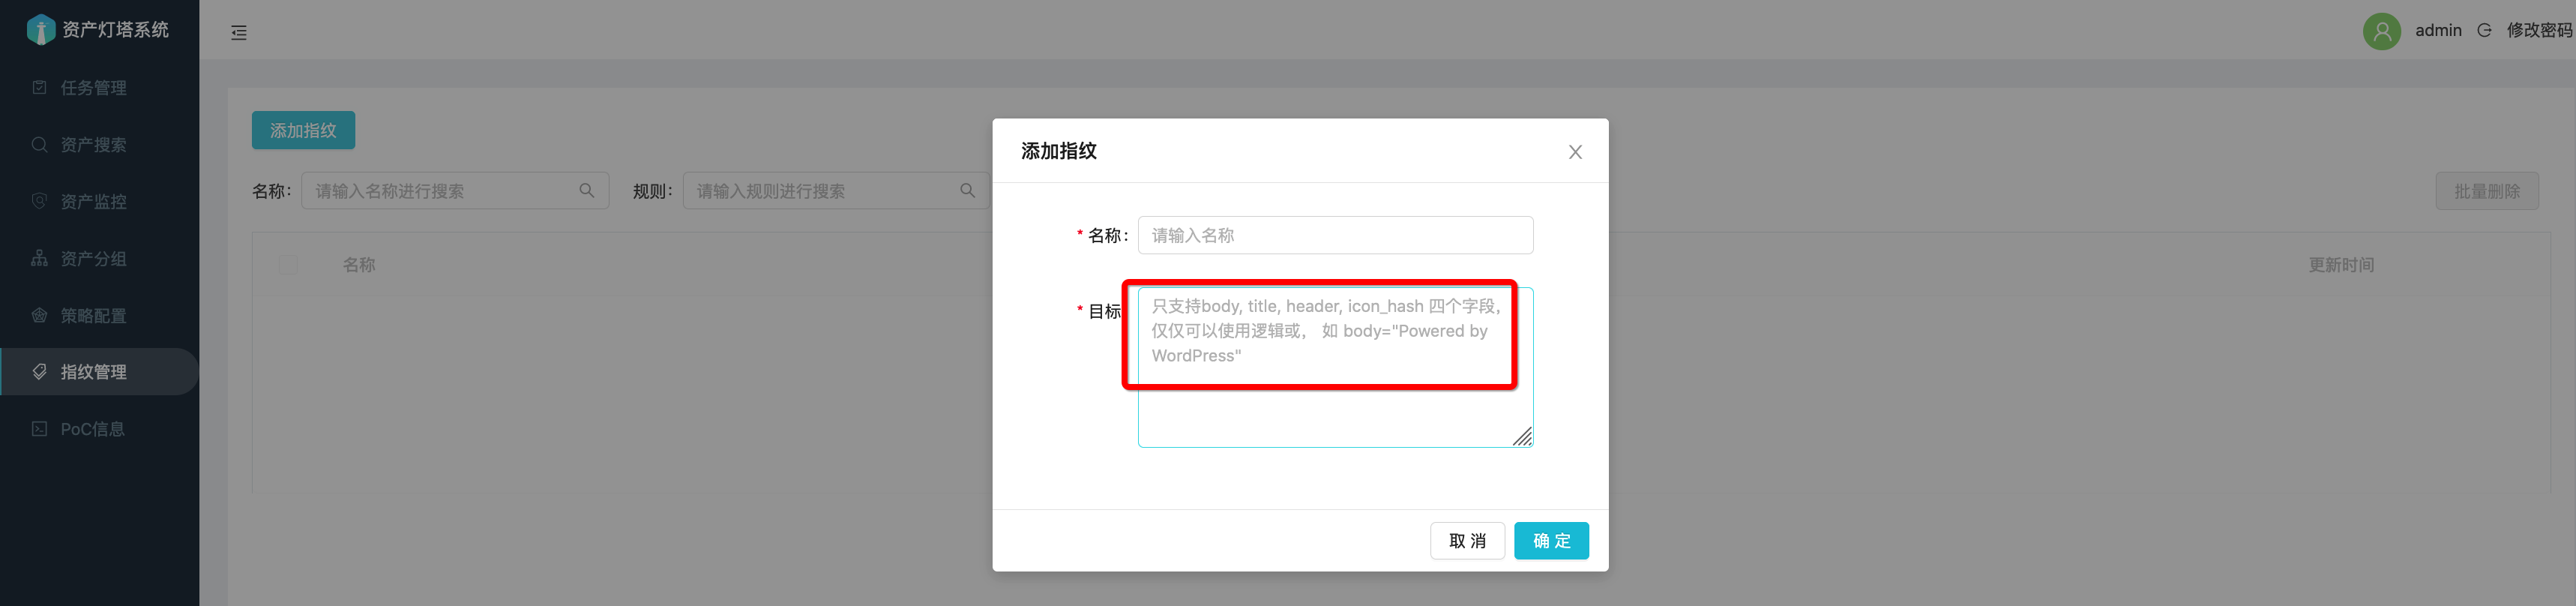 资产灯塔系统
admin
修改密码
任务管理
资产搜索
资产监控
资产分组
策略配置
指纹管理
PoC信息
添加指纹
名称：
请输入名称进行搜索
规则：
请输入规则进行搜索
批量删除
名称
更新时间
添加指纹
* 名称：
请输入名称
* 目标
只支持body, title, header, icon_hash 四个字段，
仅仅可以使用逻辑或， 如 body="Powered by
WordPress"
取 消
确 定